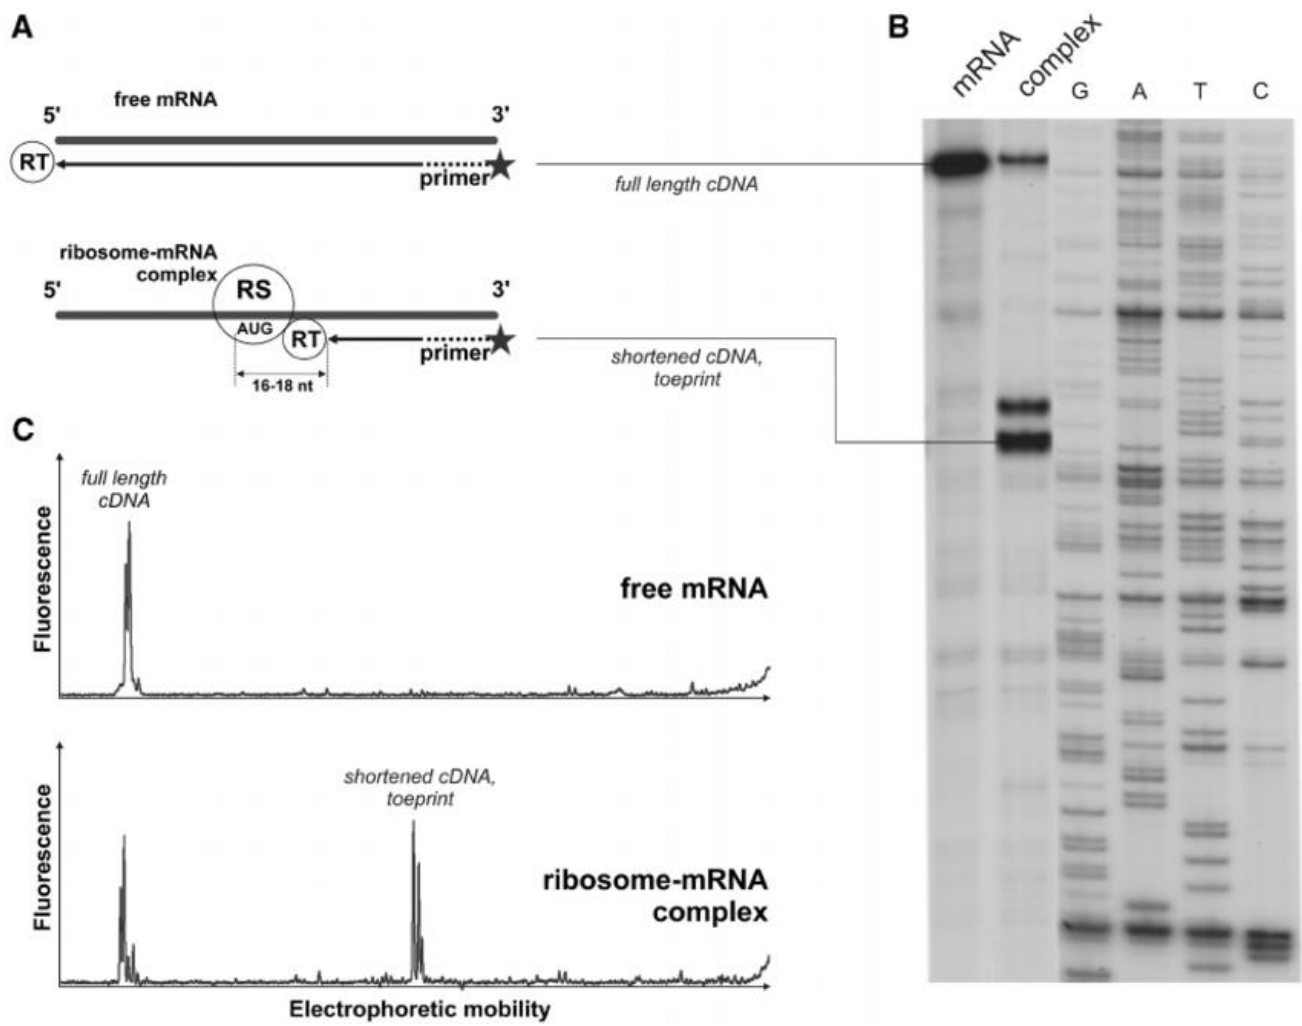 A
free mRNA
5'
3'
RT
primer
full length cDNA
ribosome-mRNA
complex
5'
3'
RS
AUG
RT
primer
16-18 nt
shortened cDNA,
toeprint
B
mRNA
complex
G A T C
C
full length
cDNA
Fluorescence
free mRNA
shortened cDNA,
toeprint
Fluorescence
ribosome-mRNA
complex
Electrophoretic mobility